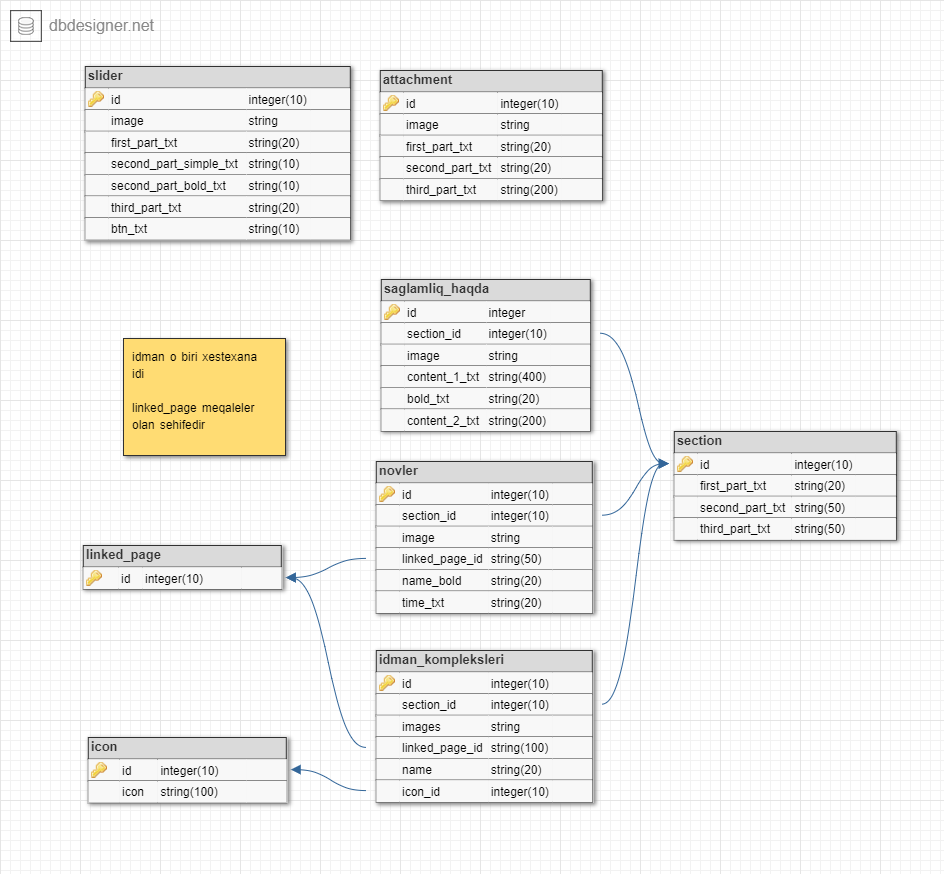 dbdesigner.net
slider
id integer(10)
image string
first_part_txt string(20)
second_part_simple_txt string(10)
second_part_bold_txt string(10)
third_part_txt string(20)
btn_txt string(10)
attachment
id integer(10)
image string
first_part_txt string(20)
second_part_txt string(20)
third_part_txt string(200)
saglamliq_haqda
id integer
section_id integer(10)
image string
content_1_txt string(400)
bold_txt string(20)
content_2_txt string(200)
idman o biri xestexana
idi
linked_page meqaleler
olan sehifedir
section
id integer(10)
first_part_txt string(20)
second_part_txt string(50)
third_part_txt string(50)
novler
id integer(10)
section_id integer(10)
image string
linked_page_id string(50)
name_bold string(20)
time_txt string(20)
linked_page
id integer(10)
idman_kompleksleri
id integer(10)
section_id integer(10)
images string
linked_page_id string(100)
name string(20)
icon_id integer(10)
icon
id integer(10)
icon string(100)